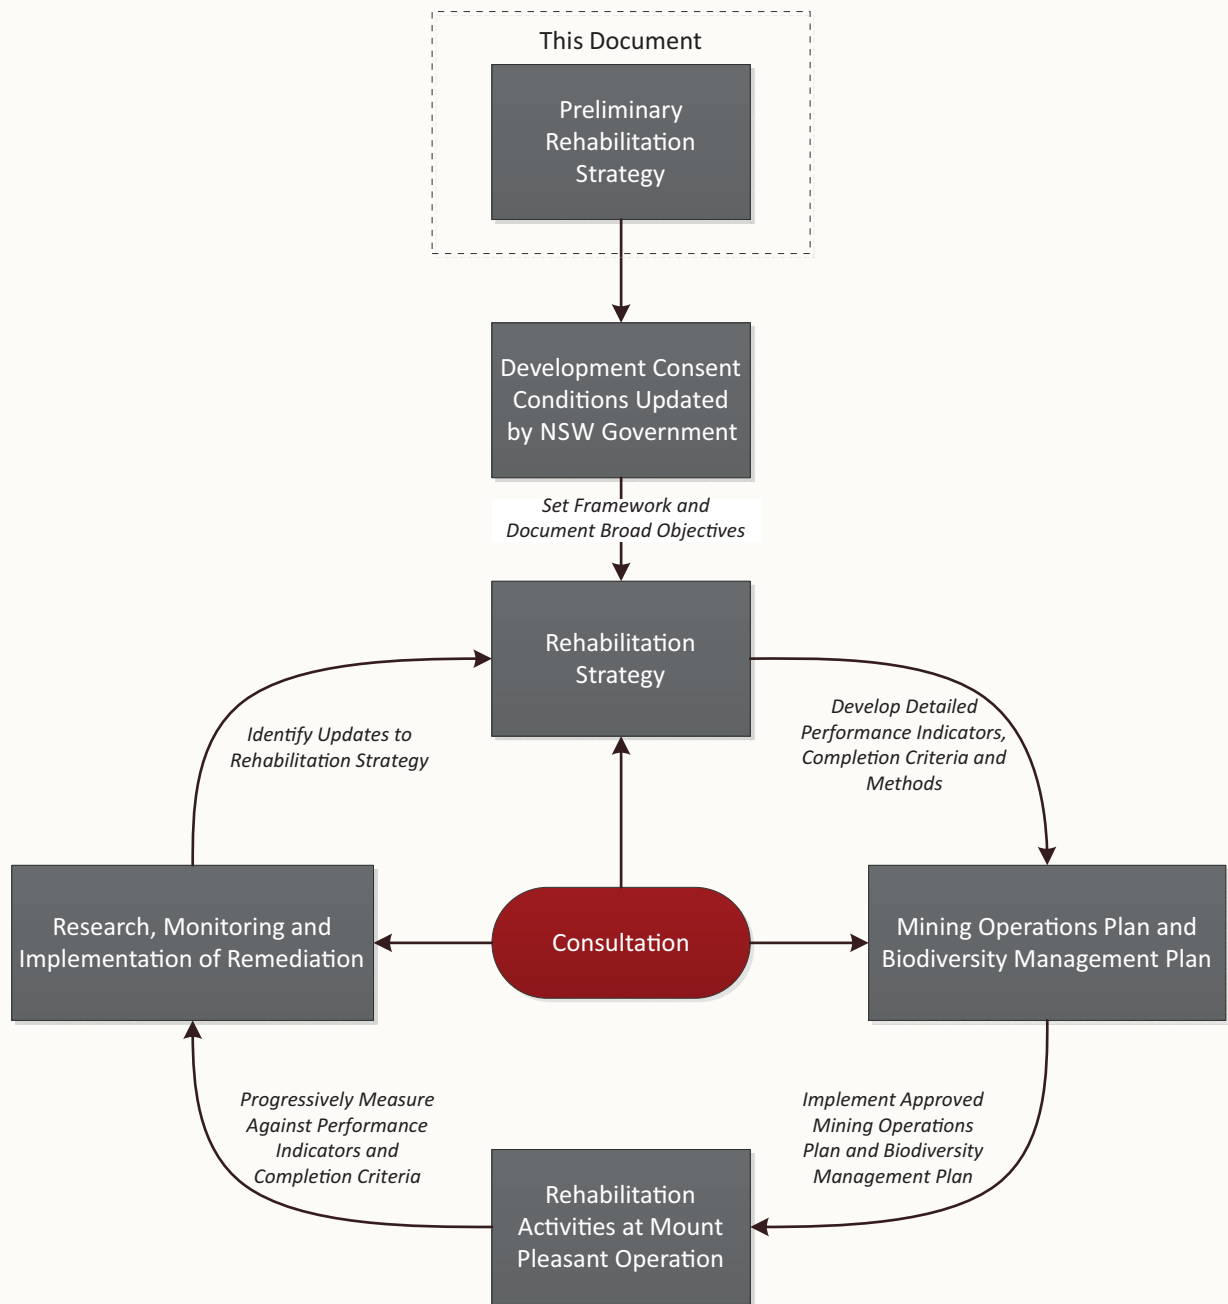 This Document
Preliminary
Rehabilitation
Strategy
Development Consent
Conditions Updated
by NSW Government
Set Framework and
Document Broad Objectives
Rehabilitation
Strategy
Identify Updates to
Rehabilitation Strategy
Develop Detailed
Performance Indicators,
Completion Criteria and
Methods
Research, Monitoring and
Implementation of Remediation
Consultation
Mining Operations Plan and
Biodiversity Management Plan
Progressively Measure
Against Performance
Indicators and
Completion Criteria
Implement Approved
Mining Operations
Plan and Biodiversity
Management Plan
Rehabilitation
Activities at Mount
Pleasant Operation